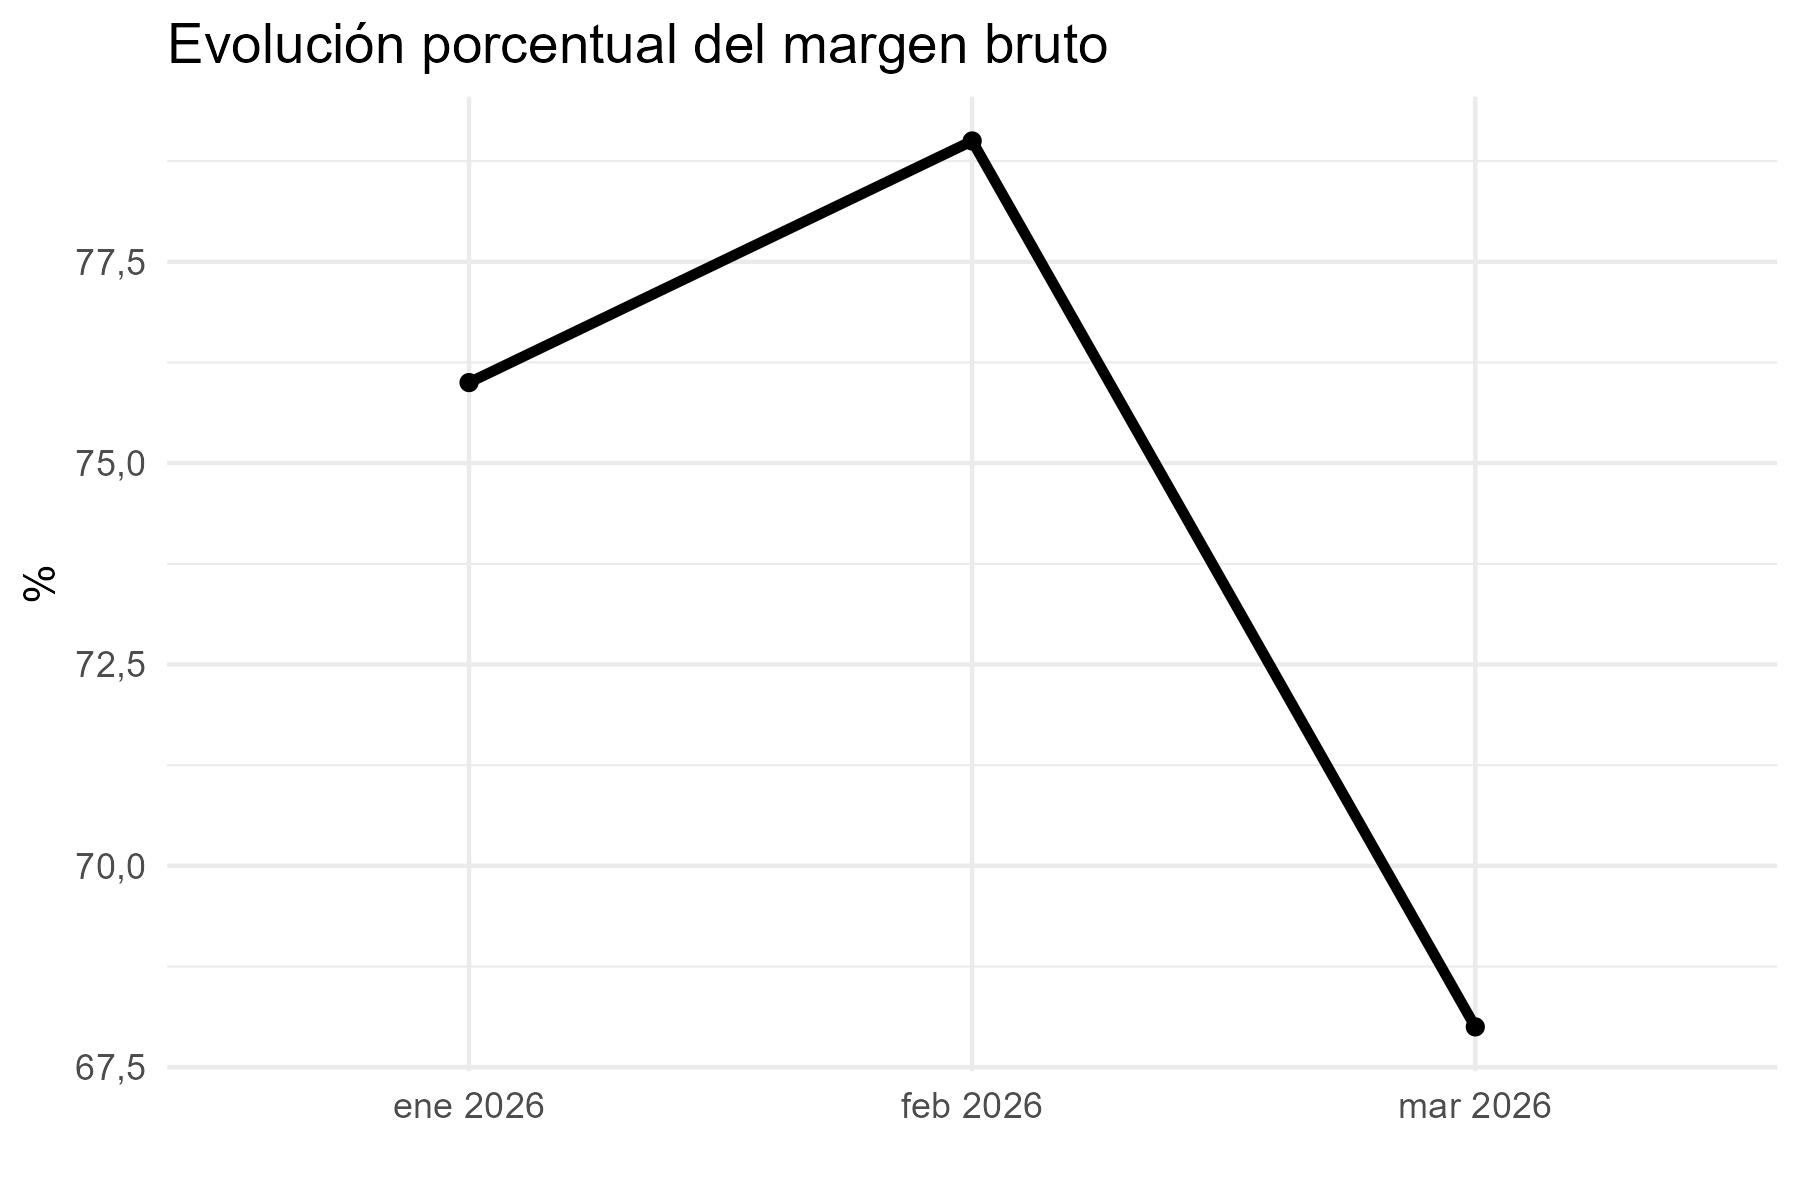 Evolución porcentual del margen bruto
%
77,5
75,0
72,5
70,0
67,5
ene 2026
feb 2026
mar 2026